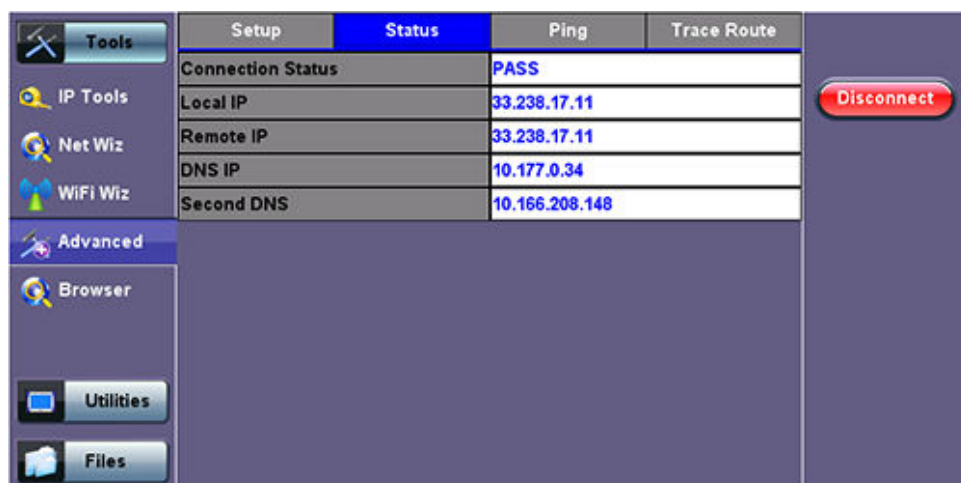 Tools
IP Tools
Net Wiz
WiFi Wiz
Advanced
Browser
Utilities
Files
Setup Status Ping Trace Route
Connection Status PASS
Local IP 33.238.17.11
Remote IP 33.238.17.11
DNS IP 10.177.0.34
Second DNS 10.166.208.148
Disconnect